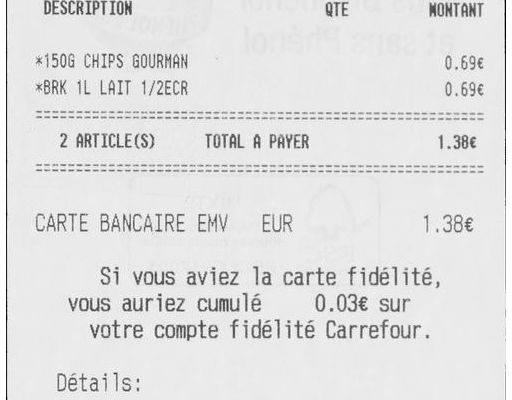 DESCRIPTION QTE MONTANT
*150G CHIPS GOURMAN 0.69€
*BRK 1L LAIT 1/2ECR 0.69€
2 ARTICLE(S) TOTAL A PAYER 1.38€
CARTE BANCAIRE EMV EUR 1.38€
Si vous aviez la carte fidélité,
vous auriez cumulé 0.03€ sur
votre compte fidélité Carrefour.
Détails: